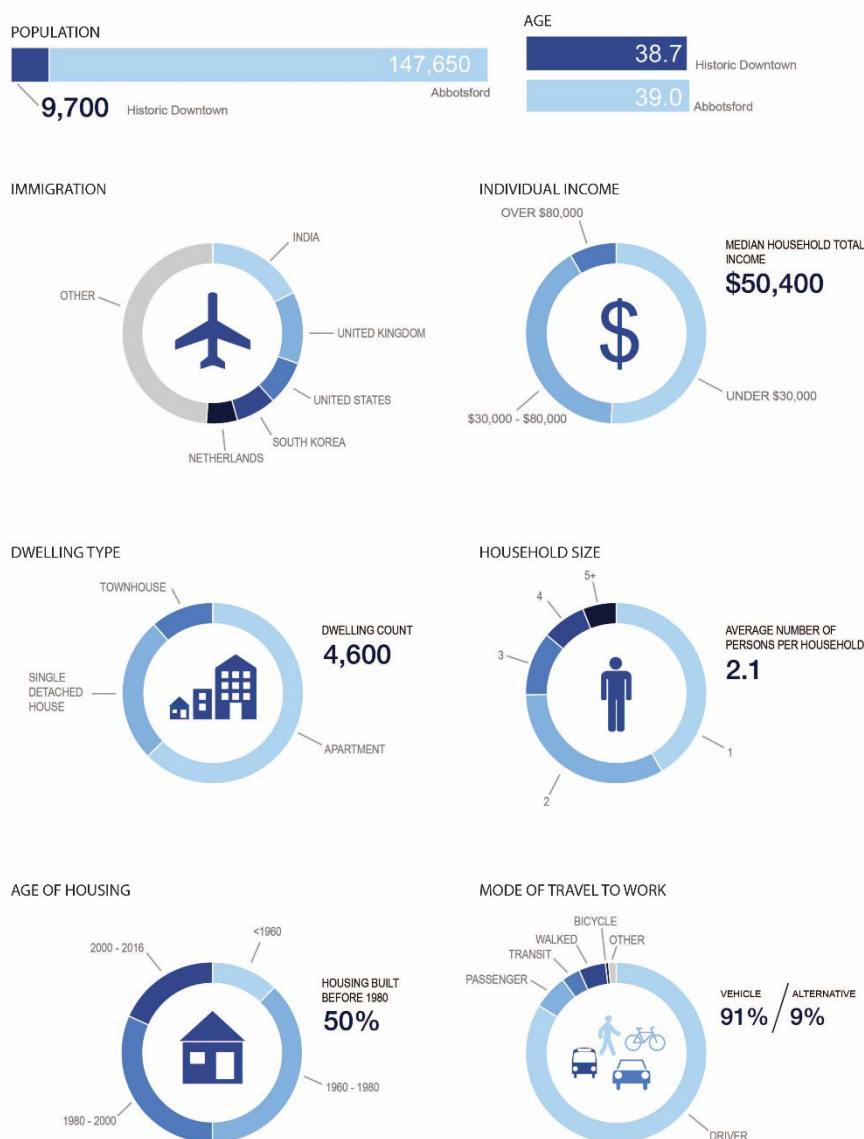 POPULATION
147,650
Abbotsford
9,700 Historic Downtown
AGE
38.7
Historic Downtown
39.0
Abbotsford
IMMIGRATION
INDIA
OTHER
UNITED KINGDOM
UNITED STATES
SOUTH KOREA
NETHERLANDS
INDIVIDUAL INCOME
OVER $80,000
MEDIAN HOUSEHOLD TOTAL
INCOME
$50,400
$
UNDER $30,000
$30,000 - $80,000
DWELLING TYPE
TOWNHOUSE
DWELLING COUNT
4,600
SINGLE
DETACHED
HOUSE
APARTMENT
HOUSEHOLD SIZE
5+
4
3
AVERAGE NUMBER OF
PERSONS PER HOUSEHOLD
2.1
1
2
AGE OF HOUSING
<1960
2000 - 2016
HOUSING BUILT
BEFORE 1980
50%
1960 - 1980
1980 - 2000
MODE OF TRAVEL TO WORK
BICYCLE
WALKED
OTHER
TRANSIT
PASSENGER
VEHICLE
91%
/
ALTERNATIVE
9%
DRIVER